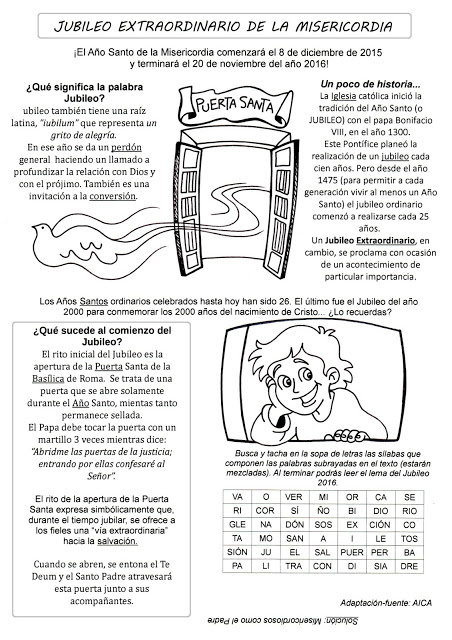 JUBILEO EXTRAORDINARIO DE LA MISERICORDIA
¡El Año Santo de la Misericordia comenzará el 8 de diciembre de 2015
y terminará el 20 de noviembre del año 2016!
¿Qué significa la palabra
Jubileo?
ubileo también tiene una raíz
latina, "iubilum" que representa un
grito de alegría.
En ese año se da un perdón
general haciendo un llamado a
profundizar la relación con Dios y
con el prójimo. También es una
invitación a la conversión.
PUERTA SANTA
Un poco de historia...
La Iglesia católica inició la
tradición del Año Santo (o
JUBILEO) con el papa Bonifacio
VIII, en el año 1300.
Este Pontífice planeó la
realización de un jubileo cada
cien años. Pero desde el año
1475 (para permitir a cada
generación vivir al menos un Año
Santo) el jubileo ordinario
comenzó a realizarse cada 25
años.
Un Jubileo Extraordinario, en
cambio, se proclama con ocasión
de un acontecimiento de
particular importancia.
Los Años Santos ordinarios celebrados hasta hoy han sido 26. El último fue el Jubileo del año
2000 para conmemorar los 2000 años del nacimiento de Cristo... ¿Lo recuerdas?
¿Qué sucede al comienzo del
Jubileo?
El rito inicial del Jubileo es la
apertura de la Puerta Santa de la
Basílica de Roma. Se trata de una
puerta que se abre solamente
durante el Año Santo, mientas tanto
permanece sellada.
El Papa debe tocar la puerta con un
martillo 3 veces mientras dice:
"Abridme las puertas de la justicia;
entrando por ellas confesaré al
Señor".
El rito de la apertura de la Puerta
Santa expresa simbólicamente que,
durante el tiempo jubilar, se ofrece a
los fieles una "vía extraordinaria"
hacia la salvación.
Cuando se abren, se entona el Te
Deum y el Santo Padre atravesará
esta puerta junto a sus
acompañantes.
Busca y tacha en la sopa de letras las sílabas que
componen las palabras subrayadas en el texto (estarán
mezcladas). Al terminar podrás leer el lema del Jubileo
2016.
VA O VER MI OR CA SE
RI COR SÍ ÑO BI DIO RIO
GLE NA DÓN SOS EX CIÓN CO
TA MO SAN A I LE TOS
SIÓN JU EL SAL PUER PER BA
PA LI TRA CON DI SIA DRE
Adaptación-fuente: AICA
Solución: Misericordiosos como el Padre